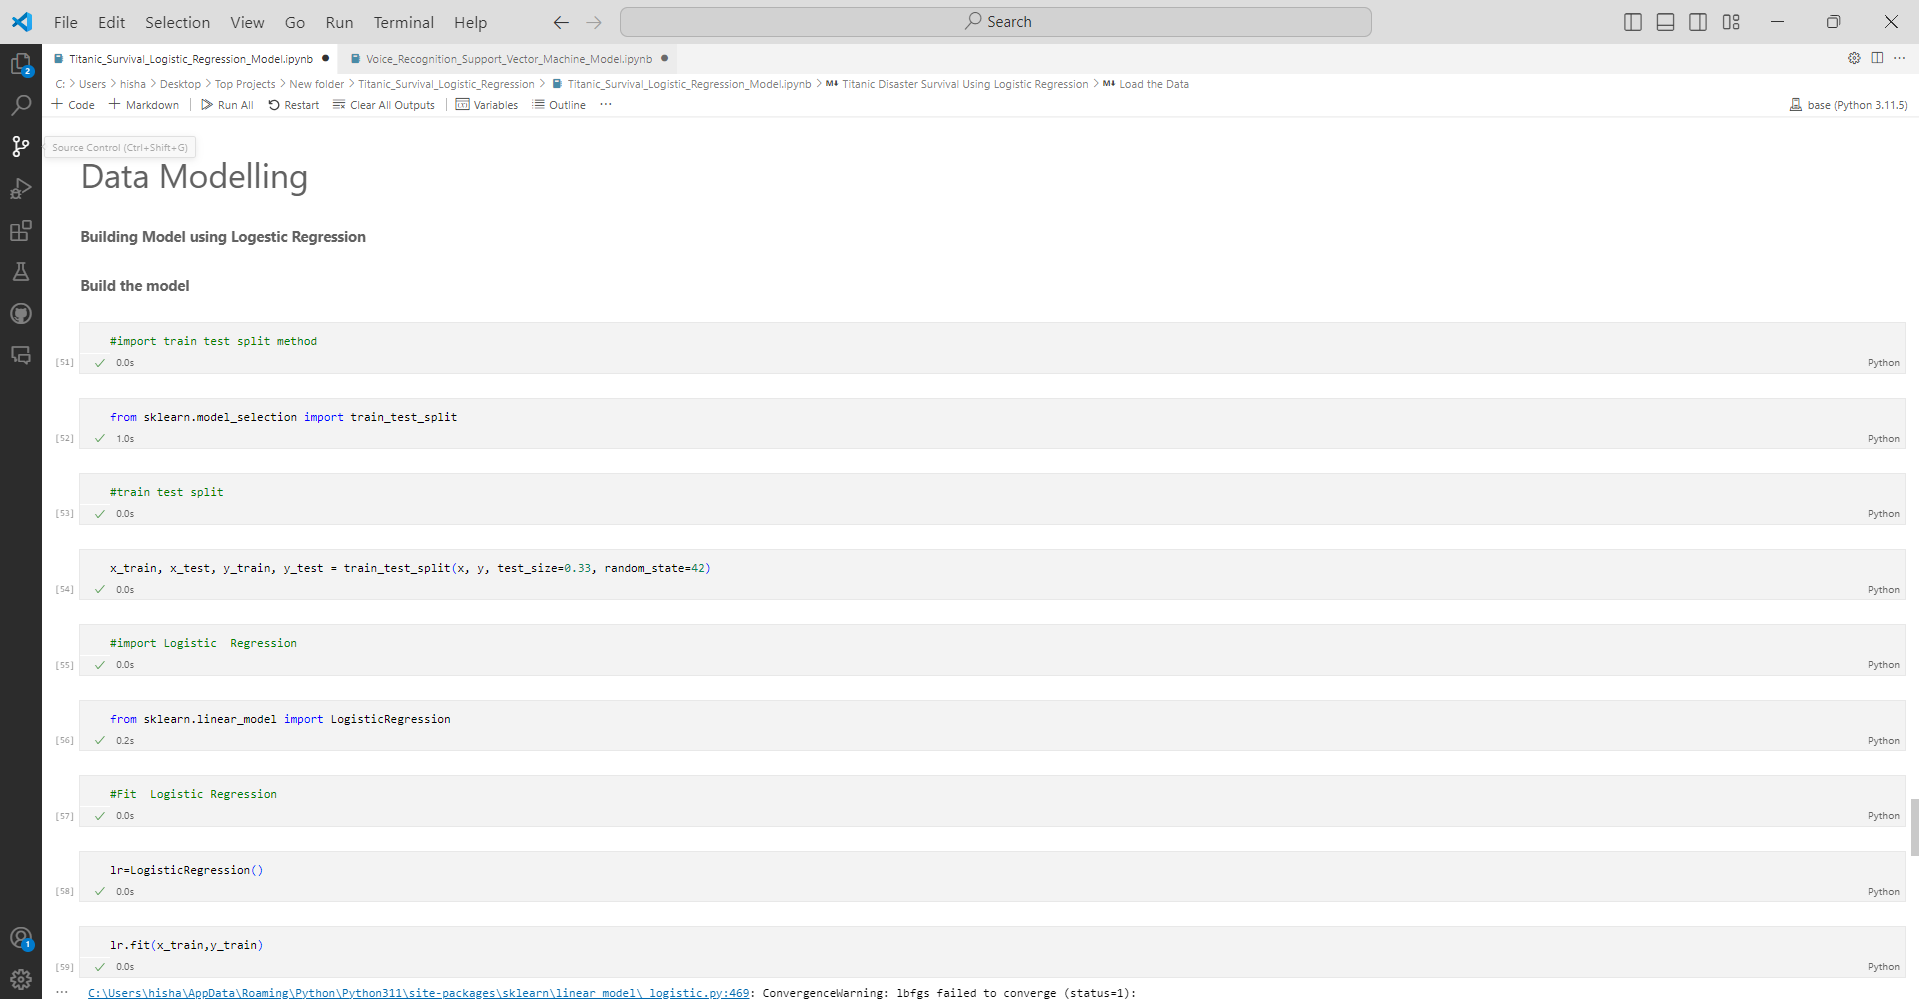 File Edit Selection View Go Run Terminal Help Search
Titanic_Survival_Logistic_Regression_Model.ipynb Voice_Recognition_Support_Vector_Machine_Model.ipynb
C: > Users > hisha > Desktop > Top Projects > New folder > Titanic_Survival_Logistic_Regression > Titanic_Survival_Logistic_Regression_Model.ipynb > M↓ Titanic Disaster Survival Using Logistic Regression > M↓ Load the Data
+ Code + Markdown | Run All Restart Clear All Outputs | Variables Outline ··· base (Python 3.11.5)
Source Control (Ctrl+Shift+G)
Data Modelling
Building Model using Logestic Regression
Build the model
#import train test split method
[51] 0.0s Python
from sklearn.model_selection import train_test_split
[52] 1.0s Python
#train test split
[53] 0.0s Python
x_train, x_test, y_train, y_test = train_test_split(x, y, test_size=0.33, random_state=42)
[54] 0.0s Python
#import Logistic  Regression
[55] 0.0s Python
from sklearn.linear_model import LogisticRegression
[56] 0.2s Python
#Fit  Logistic Regression
[57] 0.0s Python
lr=LogisticRegression()
[58] 0.0s Python
lr.fit(x_train,y_train)
[59] 0.0s Python
··· C:\Users\hisha\AppData\Roaming\Python\Python311\site-packages\sklearn\linear_model\_logistic.py:469: ConvergenceWarning: lbfgs failed to converge (status=1):
2
1